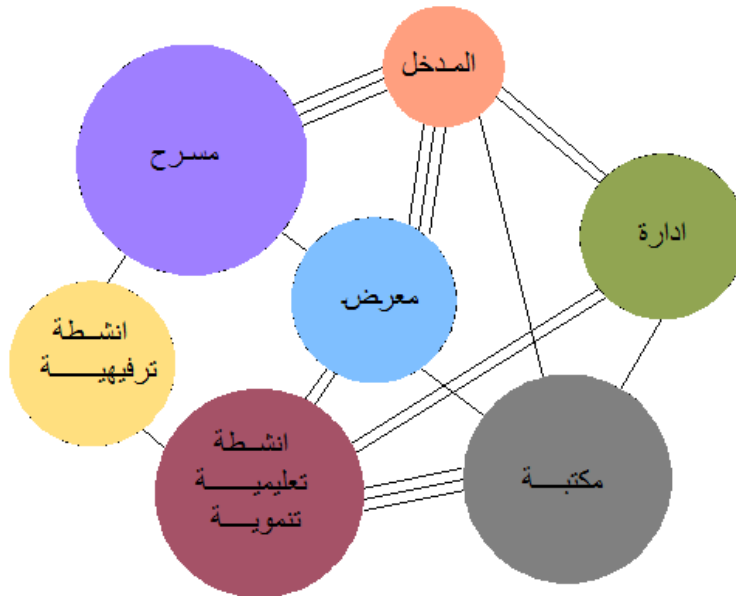 المدخل
مسرح
ادارة
معرض
انشطة
ترفيهية
انشطة
تعليمية
تنموية
مكتبة